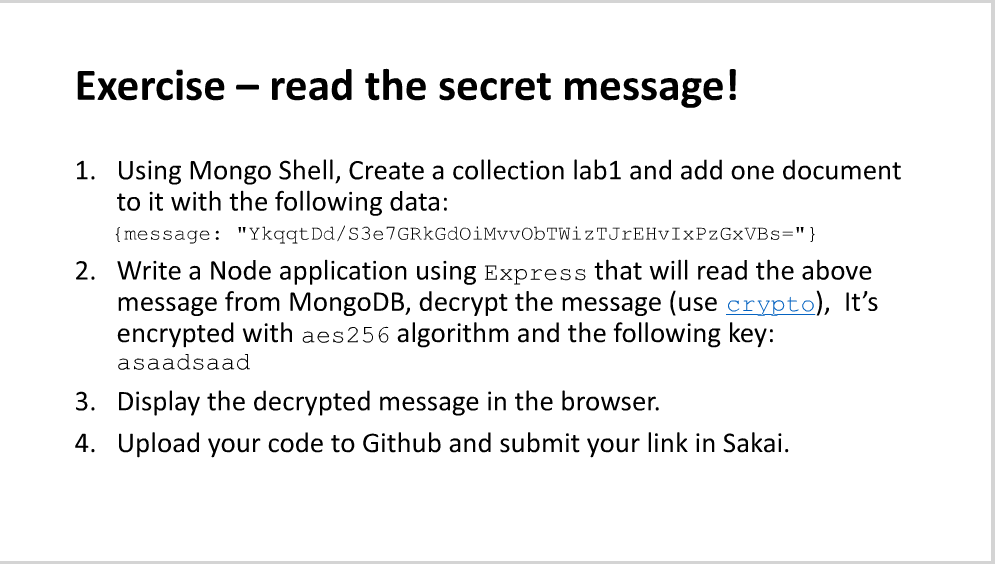 Exercise – read the secret message!
1. Using Mongo Shell, Create a collection lab1 and add one document
to it with the following data:
{message: "YkqqtDd/S3e7GRkGdOiMvvObTWizTJrEHvIxPzGxVBs="}
2. Write a Node application using Express that will read the above
message from MongoDB, decrypt the message (use crypto), It’s
encrypted with aes256 algorithm and the following key:
asaadsaad
3. Display the decrypted message in the browser.
4. Upload your code to Github and submit your link in Sakai.